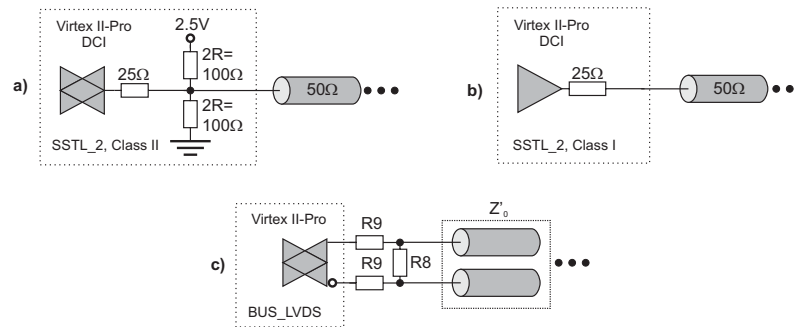 a)
Virtex II-Pro
DCI
2.5V
2R=
100Ω
25Ω
2R=
100Ω
50Ω
SSTL_2, Class II
b)
Virtex II-Pro
DCI
25Ω
50Ω
SSTL_2, Class I
c)
Virtex II-Pro
R9
R8
R9
Z'₀
BUS_LVDS